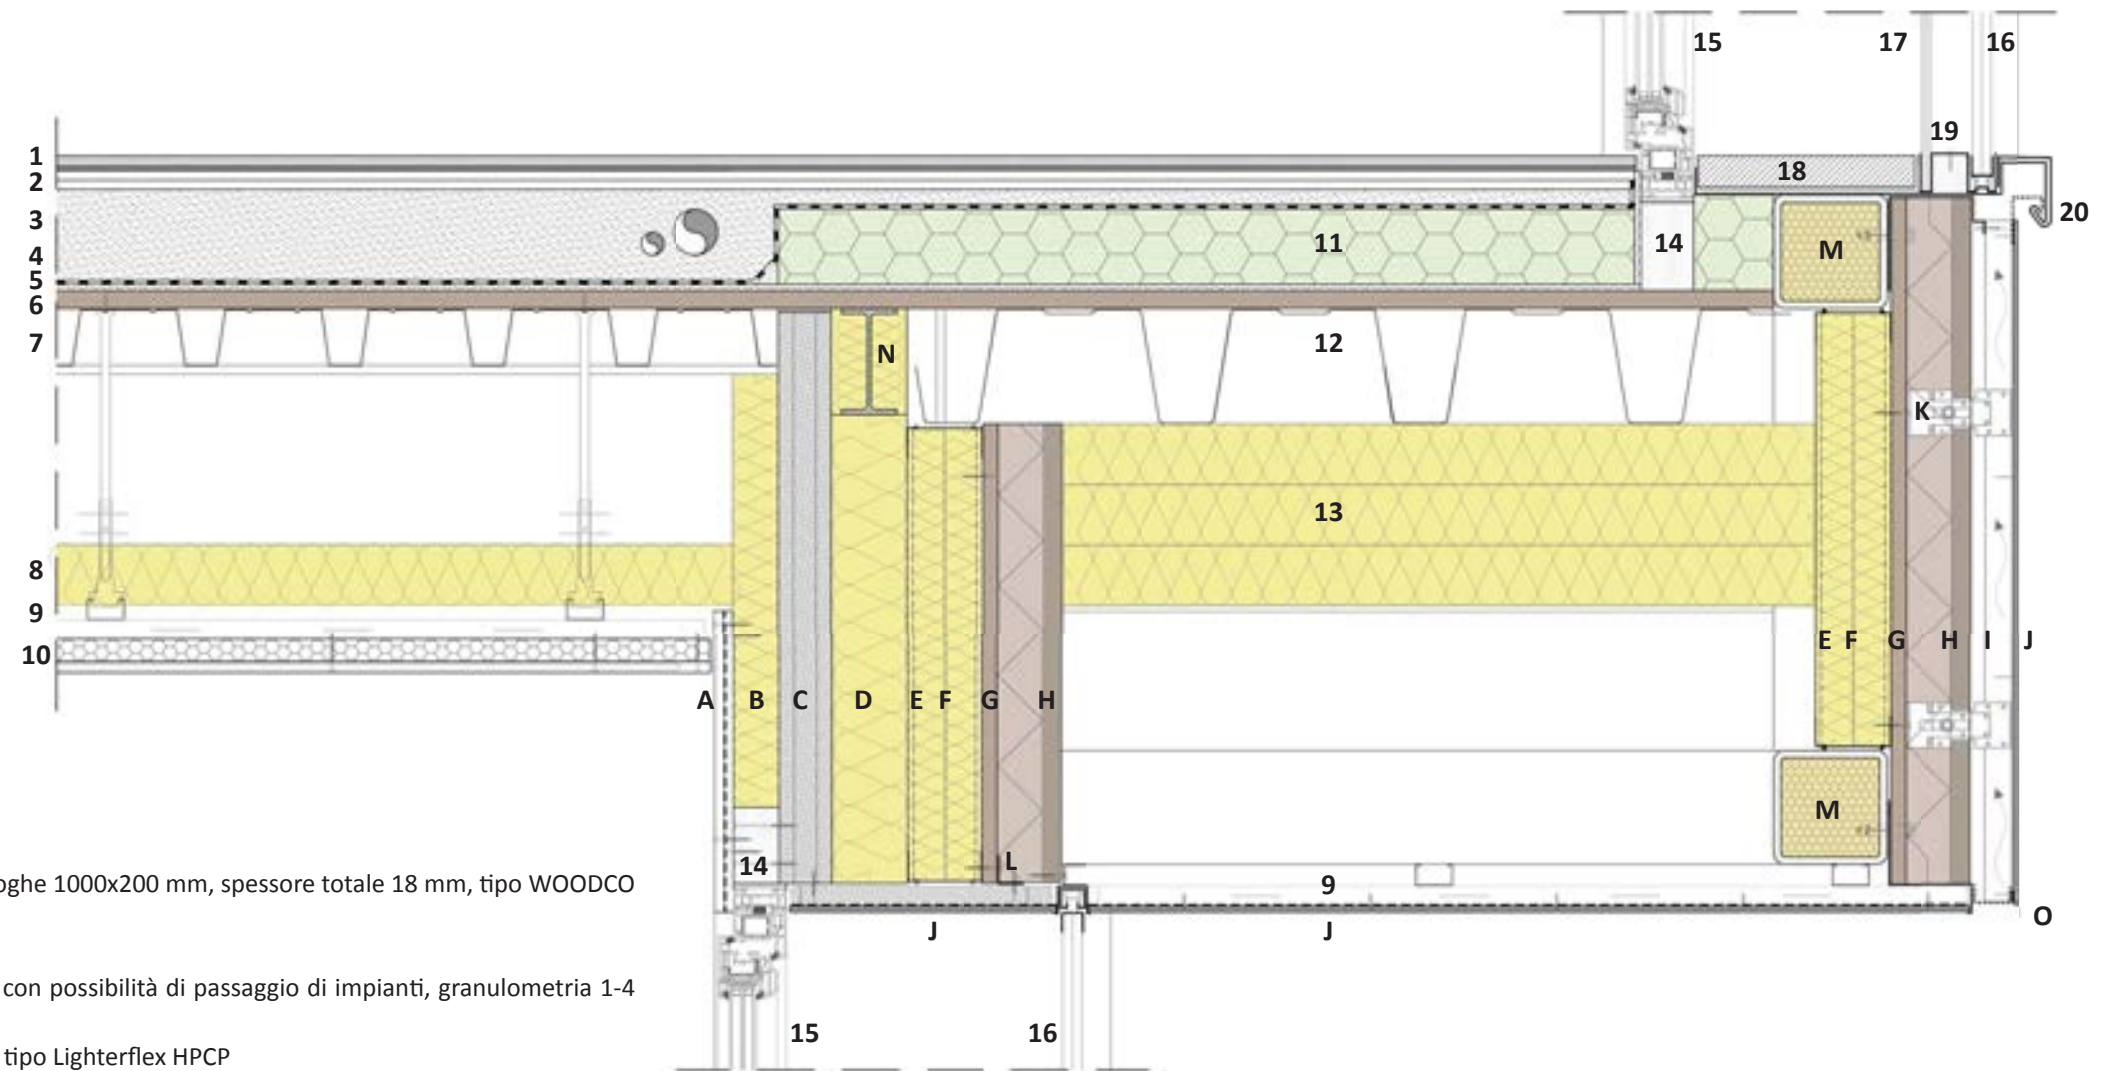 15
17
16
19
1
2
18
3
20
4
11
14
M
5
6
7
12
N
K
13
8
9
10
E F G H I J
A B C D E F G H
M
14
L
oghe 1000x200 mm, spessore totale 18 mm, tipo WOODCO
9
J
J
O
con possibilità di passaggio di impianti, granulometria 1-4
15
16
tipo Lighterflex HPCP